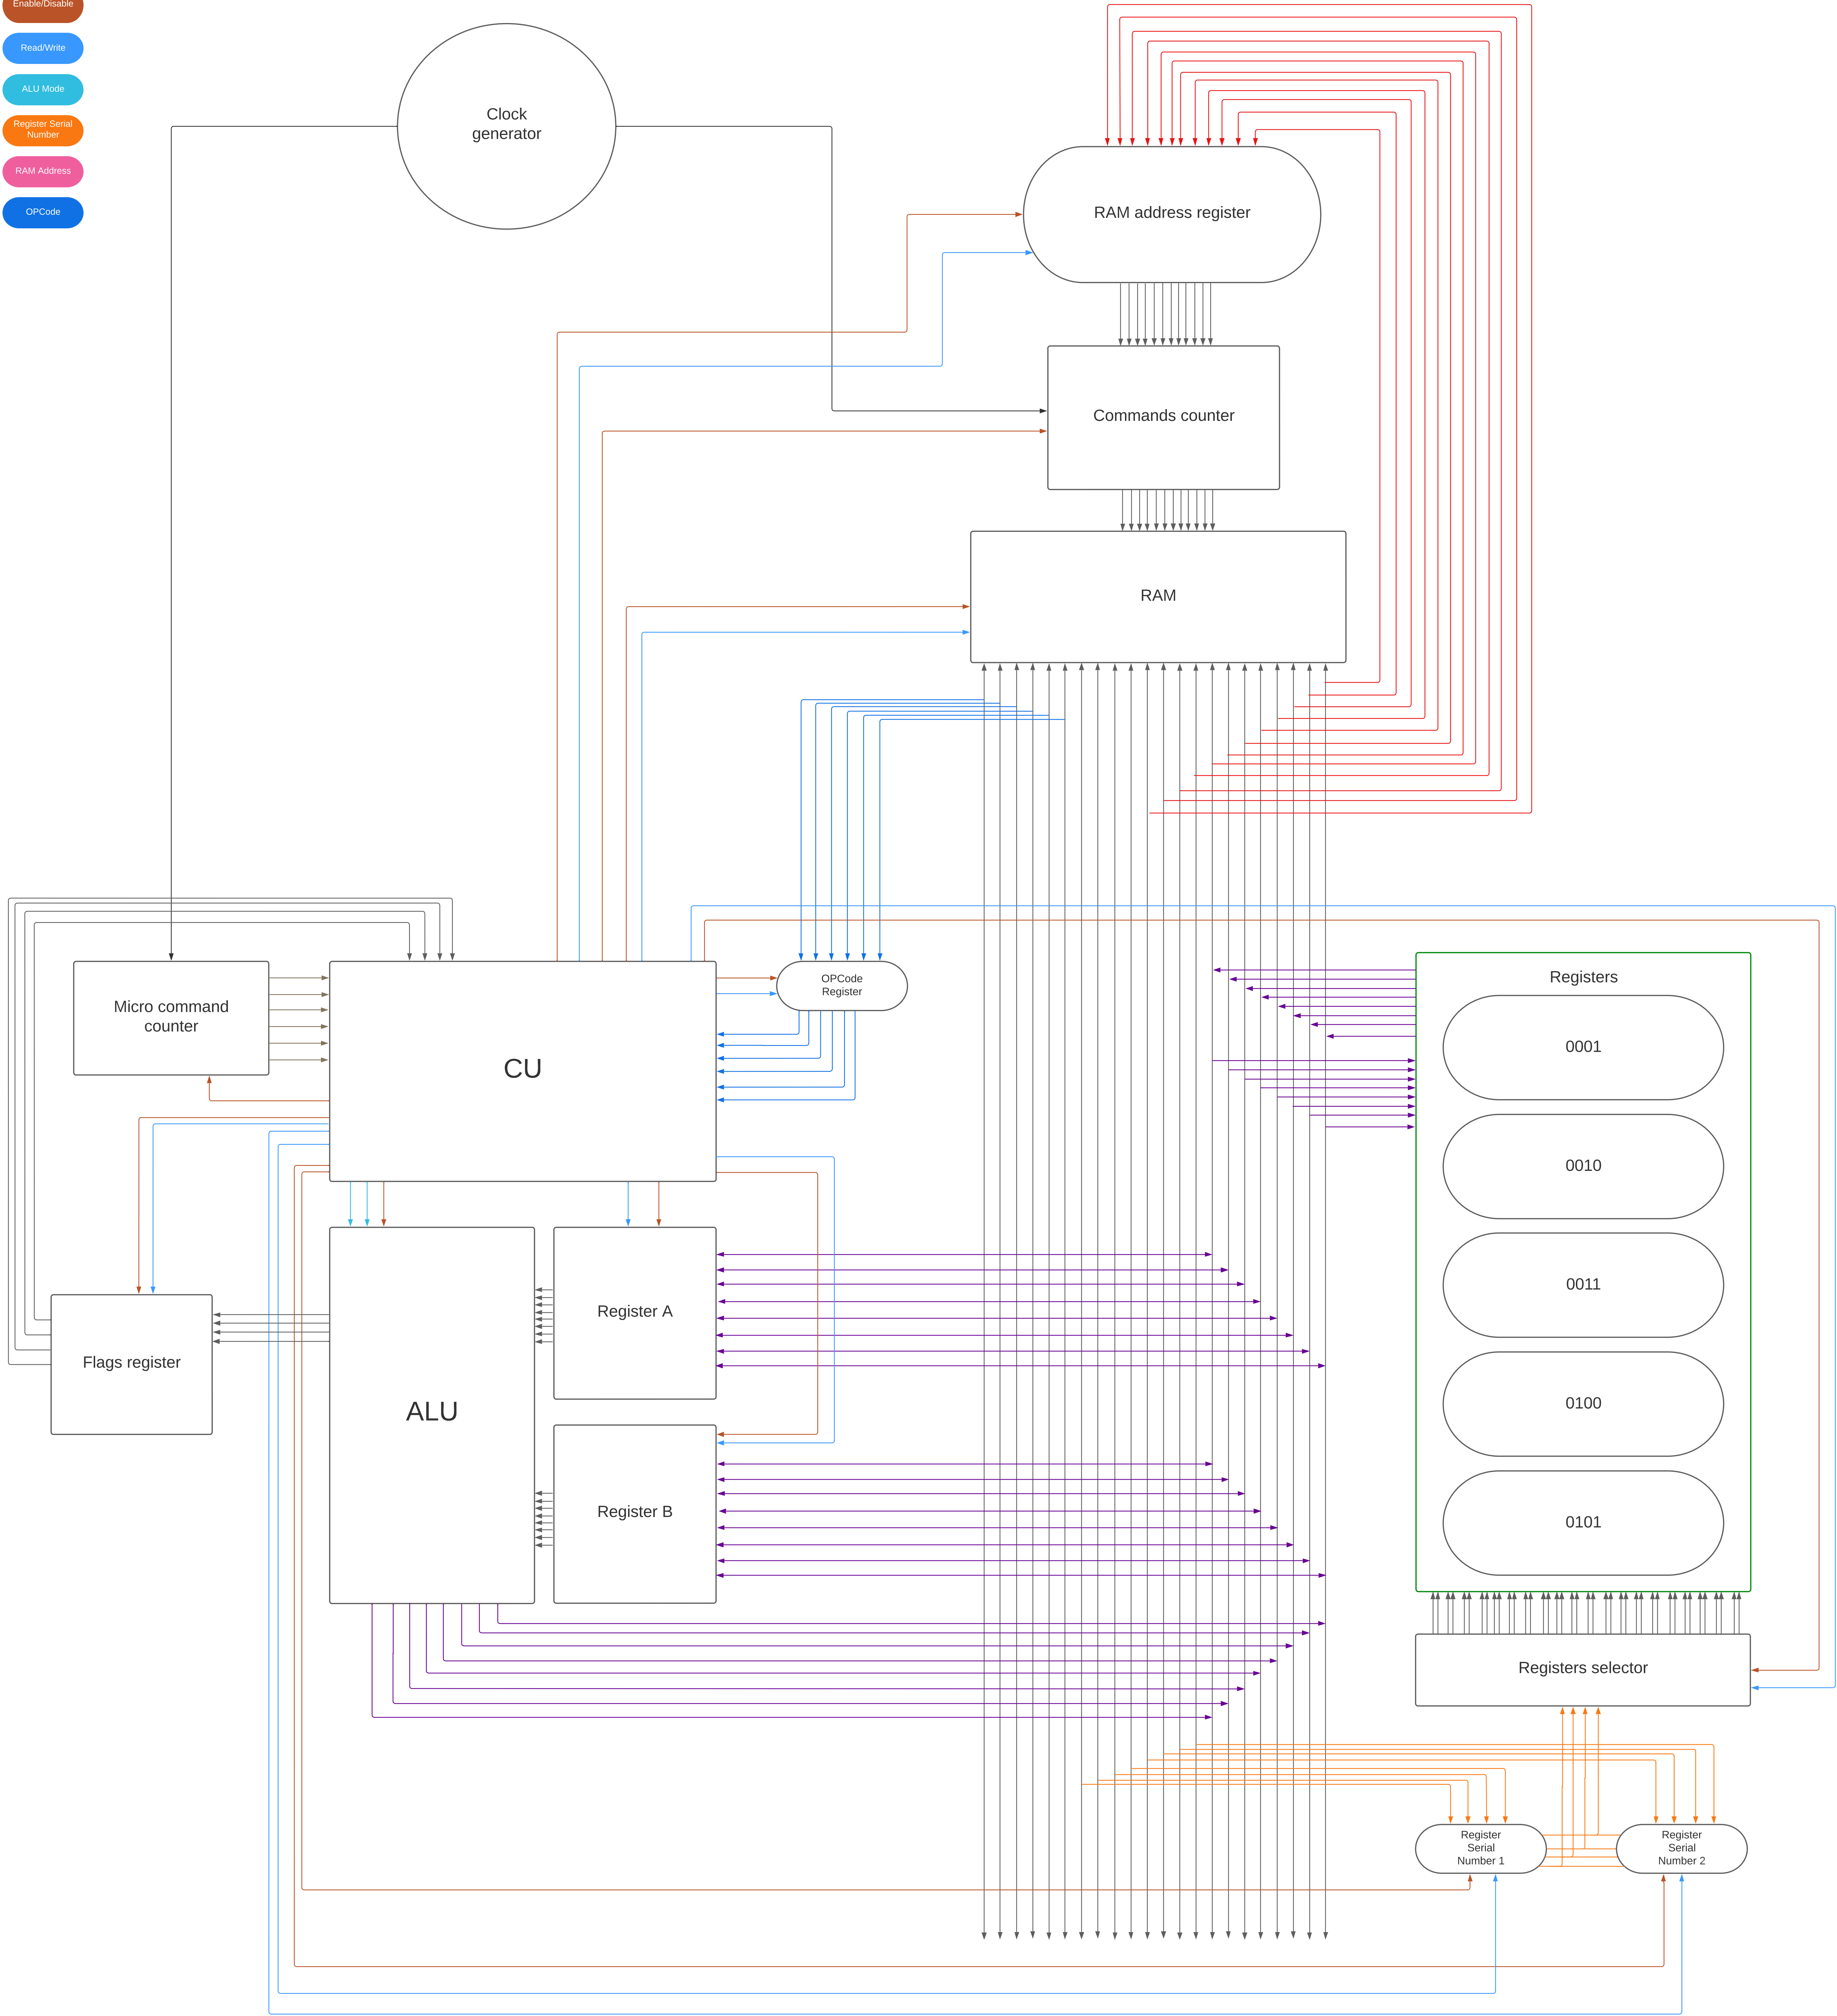 Enable/Disable
Read/Write
ALU Mode
Register Serial
Number
RAM Address
OPCode
Clock
generator
RAM address register
Commands counter
RAM
Micro command
counter
CU
OPCode
Register
Registers
0001
0010
0011
0100
0101
Flags register
ALU
Register A
Register B
Registers selector
Register
Serial
Number 1
Register
Serial
Number 2